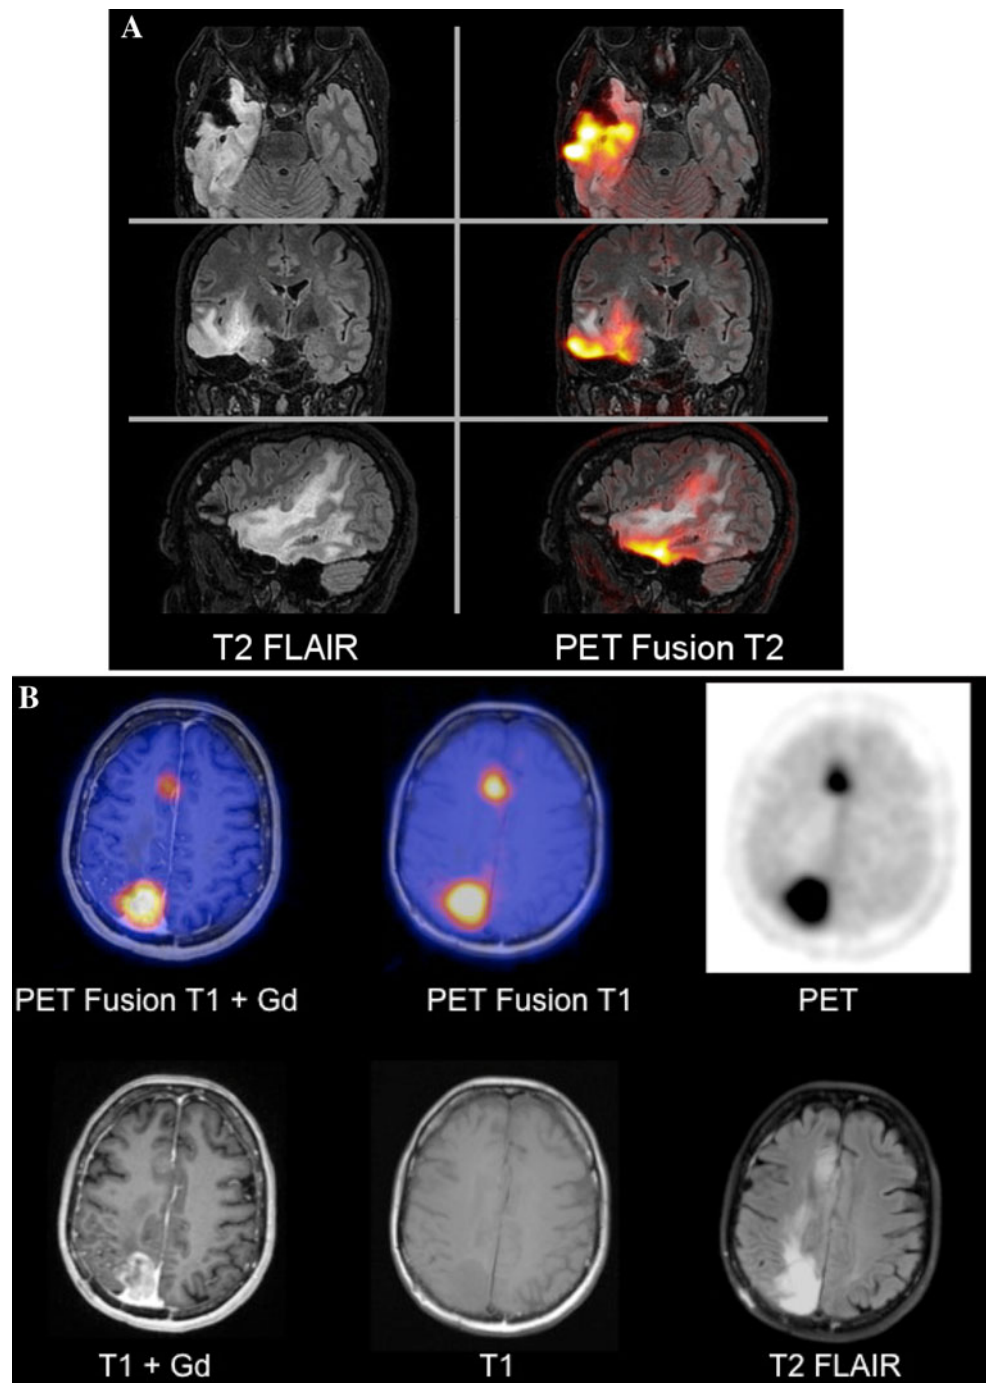 A
T2 FLAIR
PET Fusion T2
B
PET Fusion T1 + Gd
PET Fusion T1
PET
T1 + Gd
T1
T2 FLAIR